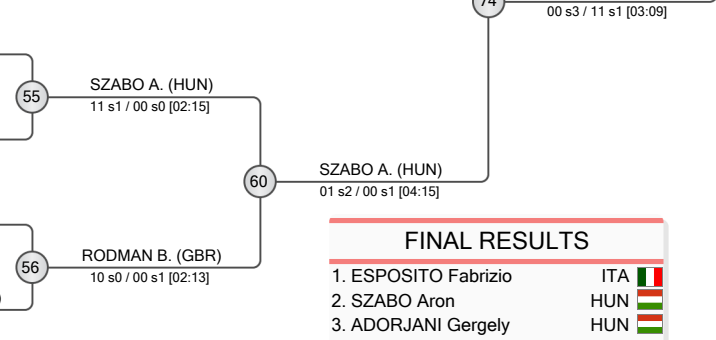 74
00 s3 / 11 s1 [03:09]
SZABO A. (HUN)
55
11 s1 / 00 s0 [02:15]
SZABO A. (HUN)
60
01 s2 / 00 s1 [04:15]
RODMAN B. (GBR)
56
10 s0 / 00 s1 [02:13]
)
FINAL RESULTS
1. ESPOSITO Fabrizio ITA
2. SZABO Aron HUN
3. ADORJANI Gergely HUN